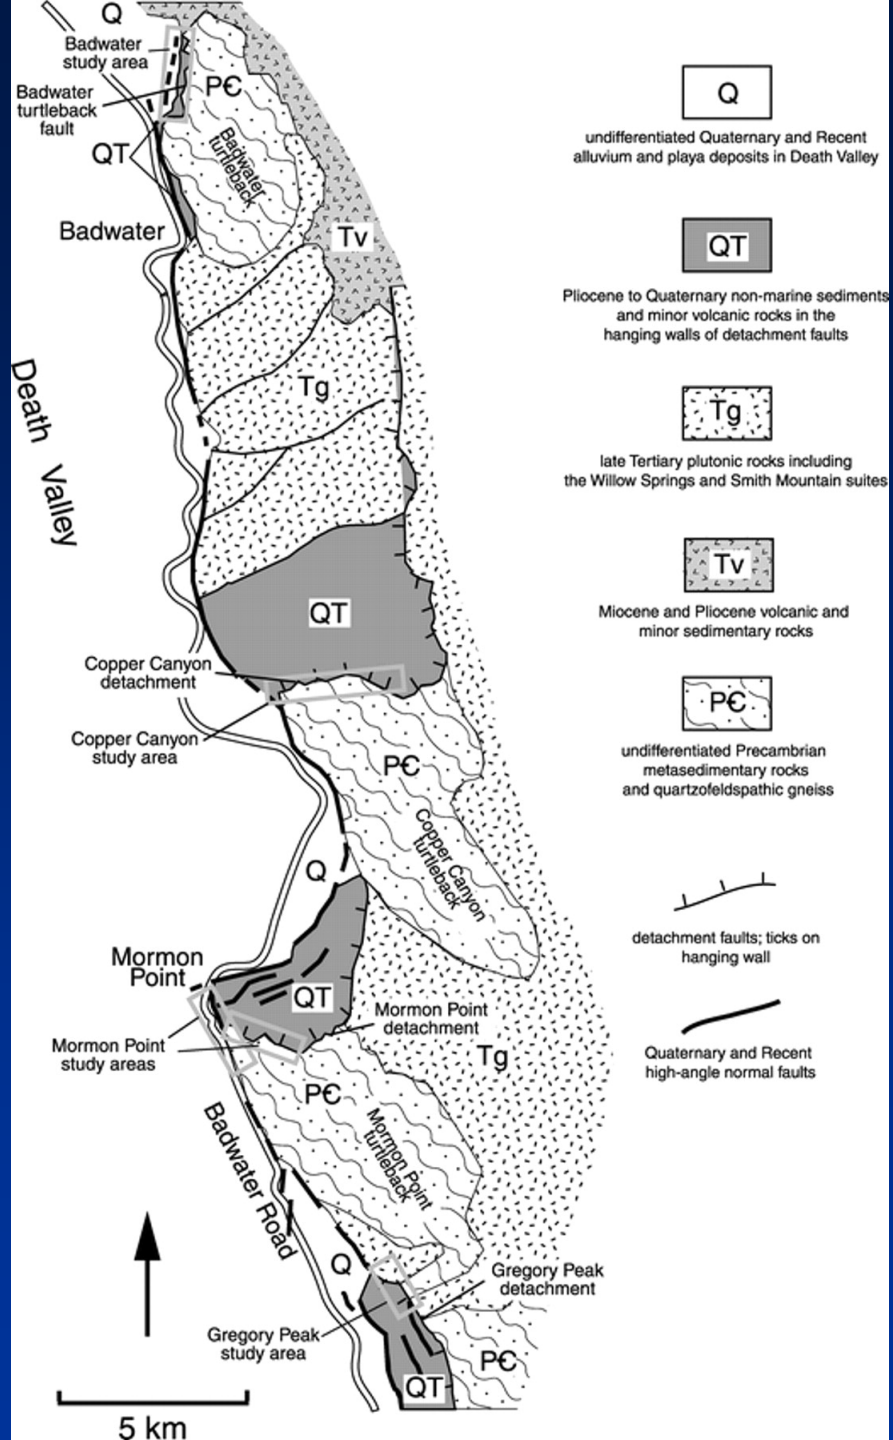 Q
Badwater
study area
Badwater
turtleback
fault
QT
Badwater
PЄ
Badwater
turtleback
Tv
Tg
Death Valley
QT
Copper Canyon
detachment
Copper Canyon
study area
PЄ
Copper Canyon
turtleback
Q
Mormon
Point
QT
Mormon Point
detachment
Mormon Point
study areas
Tg
PЄ
Mormon Point
turtleback
Badwater Road
Q
Gregory Peak
detachment
Gregory Peak
study area
PЄ
QT
5 km
Q
undifferentiated Quaternary and Recent
alluvium and playa deposits in Death Valley
QT
Pliocene to Quaternary non-marine sediments
and minor volcanic rocks in the
hanging walls of detachment faults
Tg
late Tertiary plutonic rocks including
the Willow Springs and Smith Mountain suites
Tv
Miocene and Pliocene volcanic and
minor sedimentary rocks
PЄ
undifferentiated Precambrian
metasedimentary rocks
and quartzofeldspathic gneiss
detachment faults; ticks on
hanging wall
Quaternary and Recent
high-angle normal faults